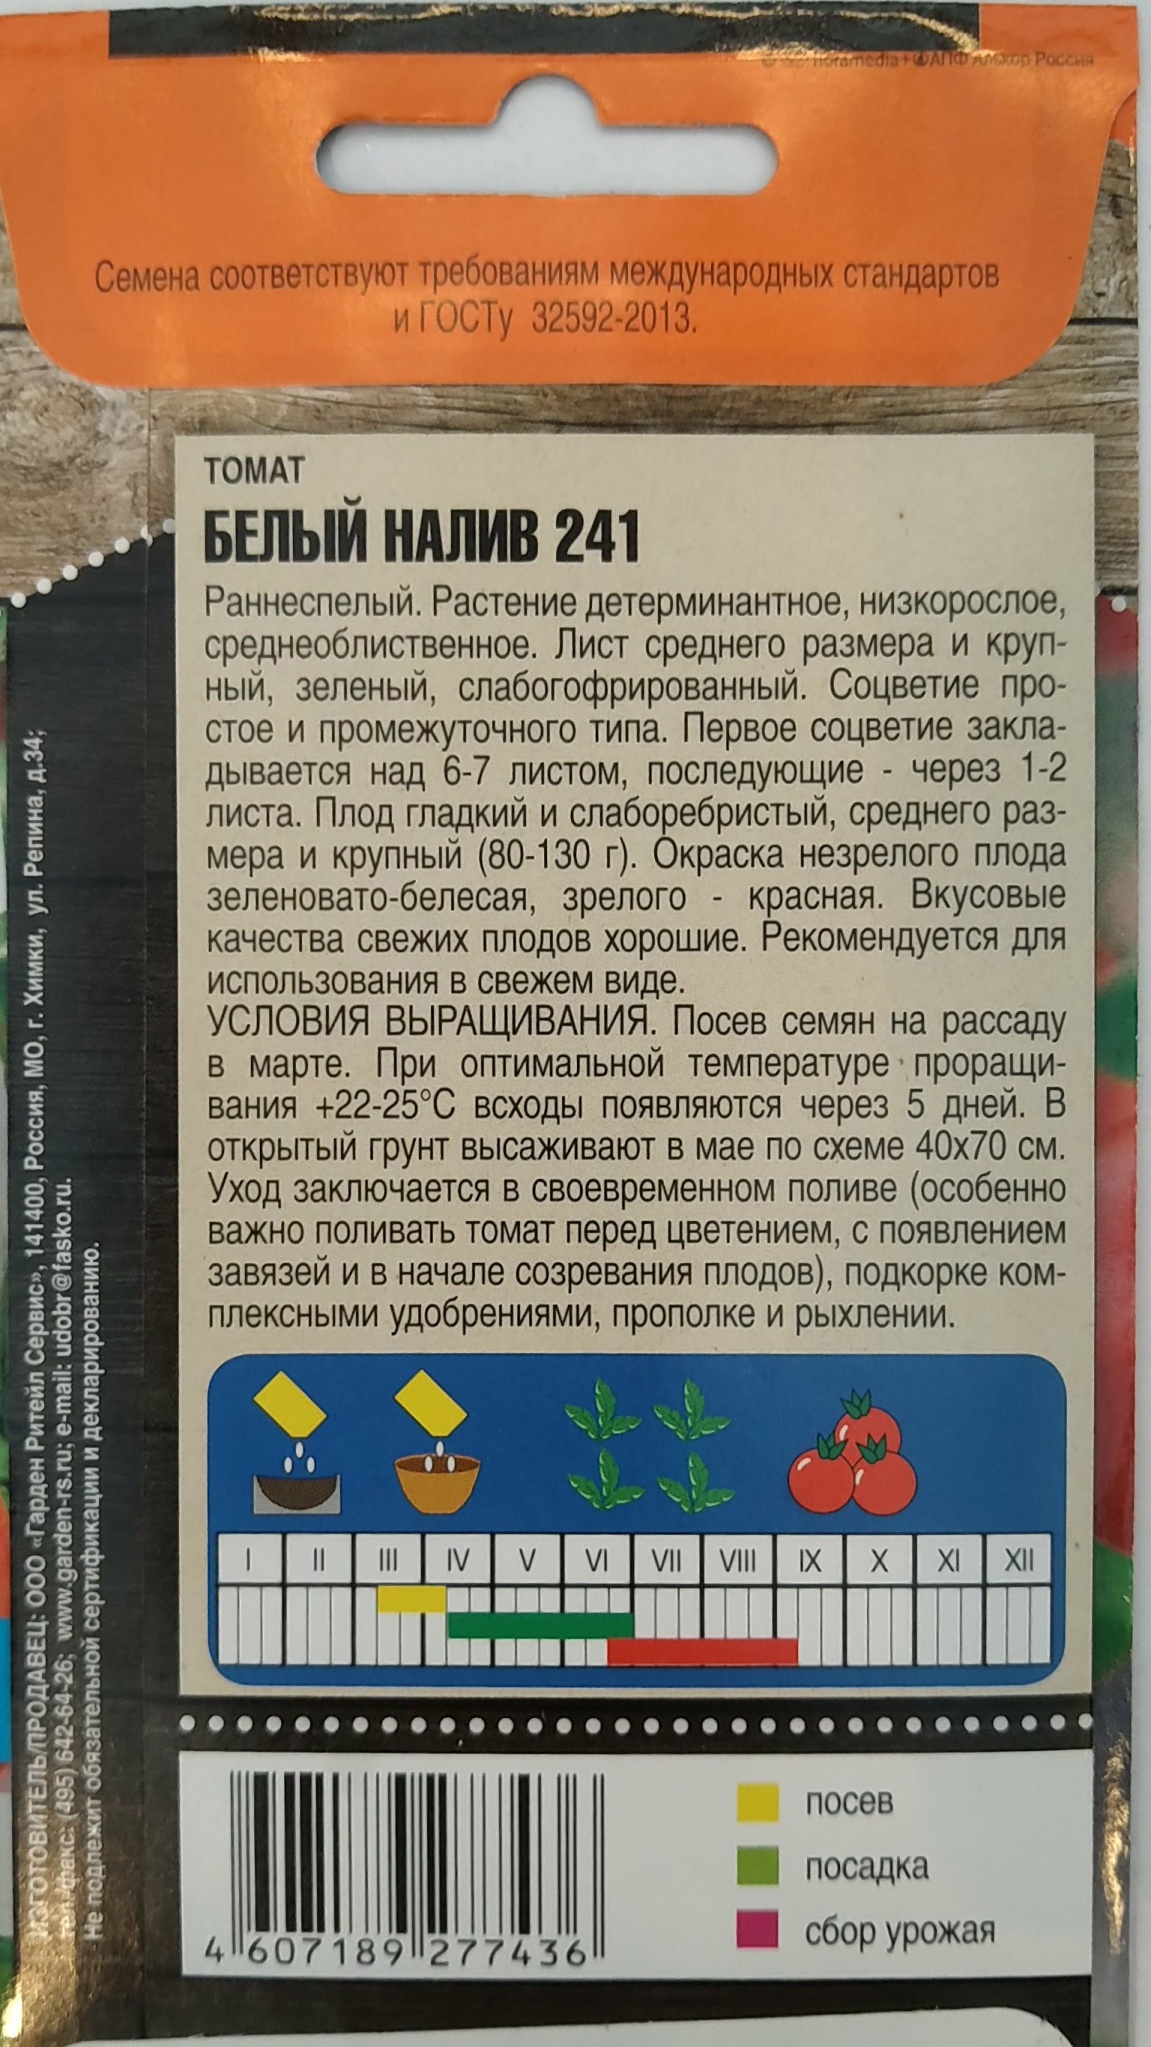 floramedia + АПФ Алькор Россия
Семена соответствуют требованиям международных стандартов
и ГОСТу 32592-2013.
ТОМАТ
БЕЛЫЙ НАЛИВ 241
Раннеспелый. Растение детерминантное, низкорослое,
среднеоблиственное. Лист среднего размера и круп-
ный, зеленый, слабогофрированный. Соцветие про-
стое и промежуточного типа. Первое соцветие закла-
дывается над 6-7 листом, последующие - через 1-2
листа. Плод гладкий и слаборебристый, среднего раз-
мера и крупный (80-130 г). Окраска незрелого плода
зеленовато-белесая, зрелого - красная. Вкусовые
качества свежих плодов хорошие. Рекомендуется для
использования в свежем виде.
УСЛОВИЯ ВЫРАЩИВАНИЯ. Посев семян на рассаду
в марте. При оптимальной температуре проращи-
вания +22-25°С всходы появляются через 5 дней. В
открытый грунт высаживают в мае по схеме 40х70 см.
Уход заключается в своевременном поливе (особенно
важно поливать томат перед цветением, с появлением
завязей и в начале созревания плодов), подкорке ком-
плексными удобрениями, прополке и рыхлении.
I II III IV V VI VII VIII IX X XI XII
посев
посадка
сбор урожая
4 607189 277436
ИЗГОТОВИТЕЛЬ/ПРОДАВЕЦ: ООО «Гарден Ритейл Сервис», 141400, Россия, МО, г. Химки, ул. Репина, д.34;
тел./факс: (495) 642-64-26; www.garden-rs.ru; e-mail: udobr@fasko.ru.
Не подлежит обязательной сертификации и декларированию.